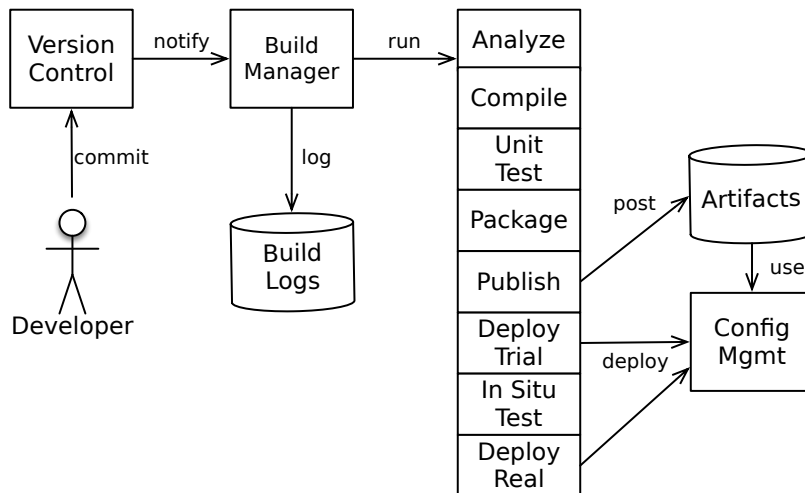 Version
Control
notify
Build
Manager
run
Analyze
Compile
Unit
Test
Package
Publish
Deploy
Trial
In Situ
Test
Deploy
Real
commit
log
Developer
Build
Logs
post
Artifacts
use
deploy
Config
Mgmt